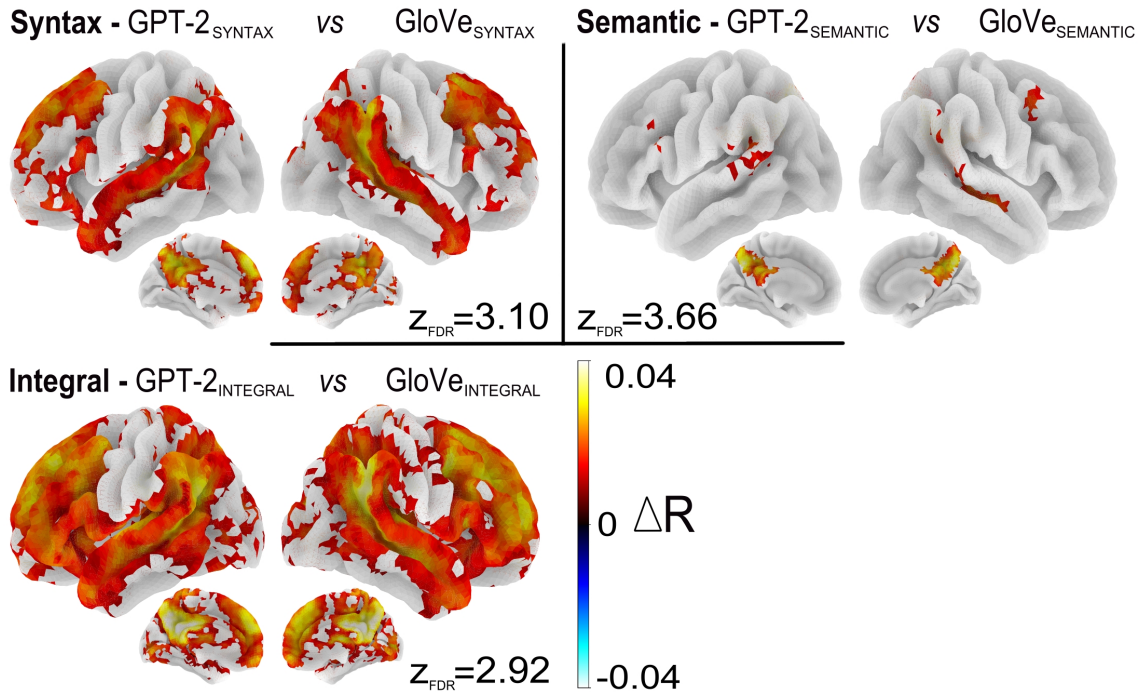 Syntax - GPT-2SYNTAX vs GloVeSYNTAX
Semantic - GPT-2SEMANTIC vs GloVeSEMANTIC
zFDR=3.10
zFDR=3.66
Integral - GPT-2INTEGRAL vs GloVeINTEGRAL
0.04
0 ΔR
-0.04
zFDR=2.92